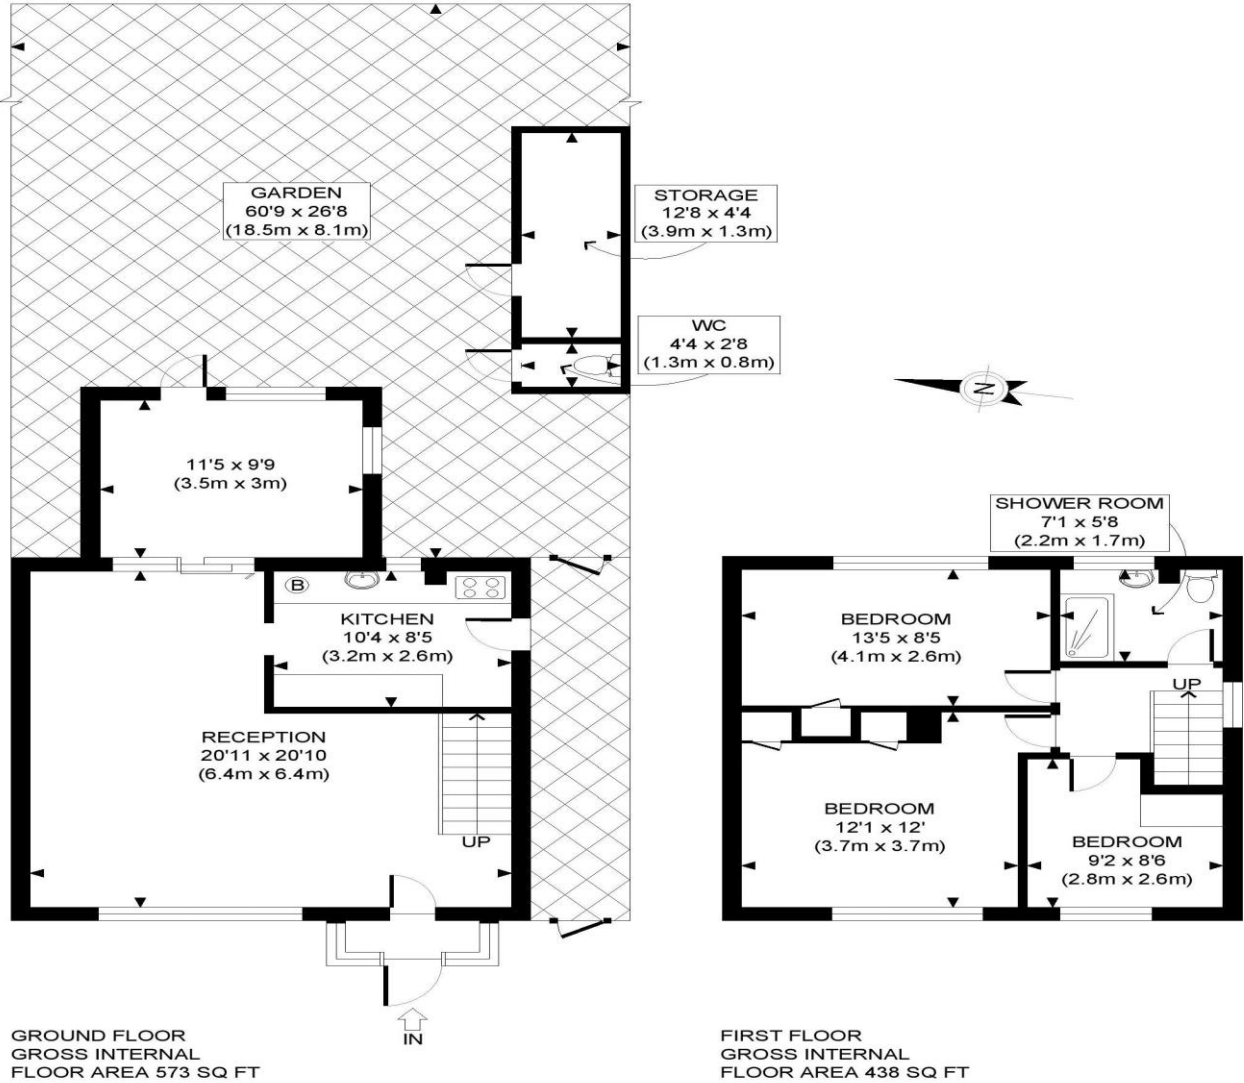 GARDEN
60'9 x 26'8
(18.5m x 8.1m)
STORAGE
12'8 x 4'4
(3.9m x 1.3m)
WC
4'4 x 2'8
(1.3m x 0.8m)
N
11'5 x 9'9
(3.5m x 3m)
B
KITCHEN
10'4 x 8'5
(3.2m x 2.6m)
RECEPTION
20'11 x 20'10
(6.4m x 6.4m)
UP
IN
SHOWER ROOM
7'1 x 5'8
(2.2m x 1.7m)
BEDROOM
13'5 x 8'5
(4.1m x 2.6m)
UP
BEDROOM
12'1 x 12'
(3.7m x 3.7m)
BEDROOM
9'2 x 8'6
(2.8m x 2.6m)
GROUND FLOOR
GROSS INTERNAL
FLOOR AREA 573 SQ FT
FIRST FLOOR
GROSS INTERNAL
FLOOR AREA 438 SQ FT